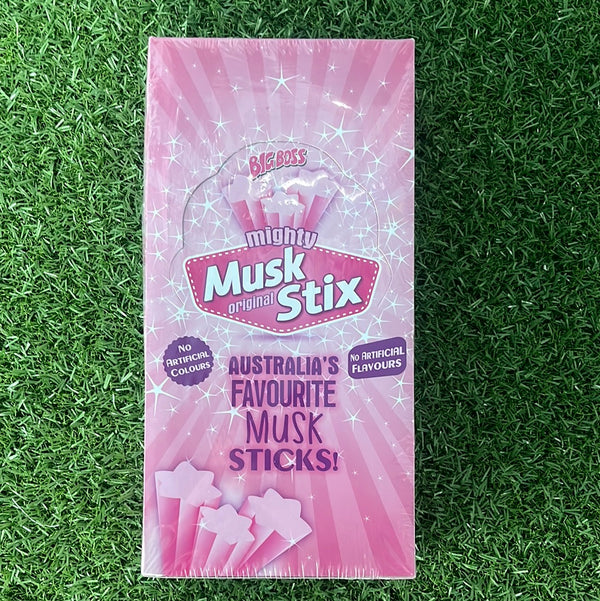 BIG BOSS
mighty
Musk
original Stix
No
Artificial
Colours
No Artificial
Flavours
Australia's
Favourite
Musk
Sticks!